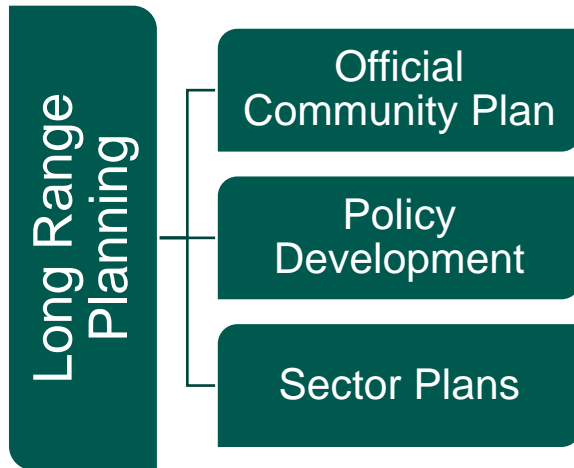 Long Range
Planning
Official
Community Plan
Policy
Development
Sector Plans